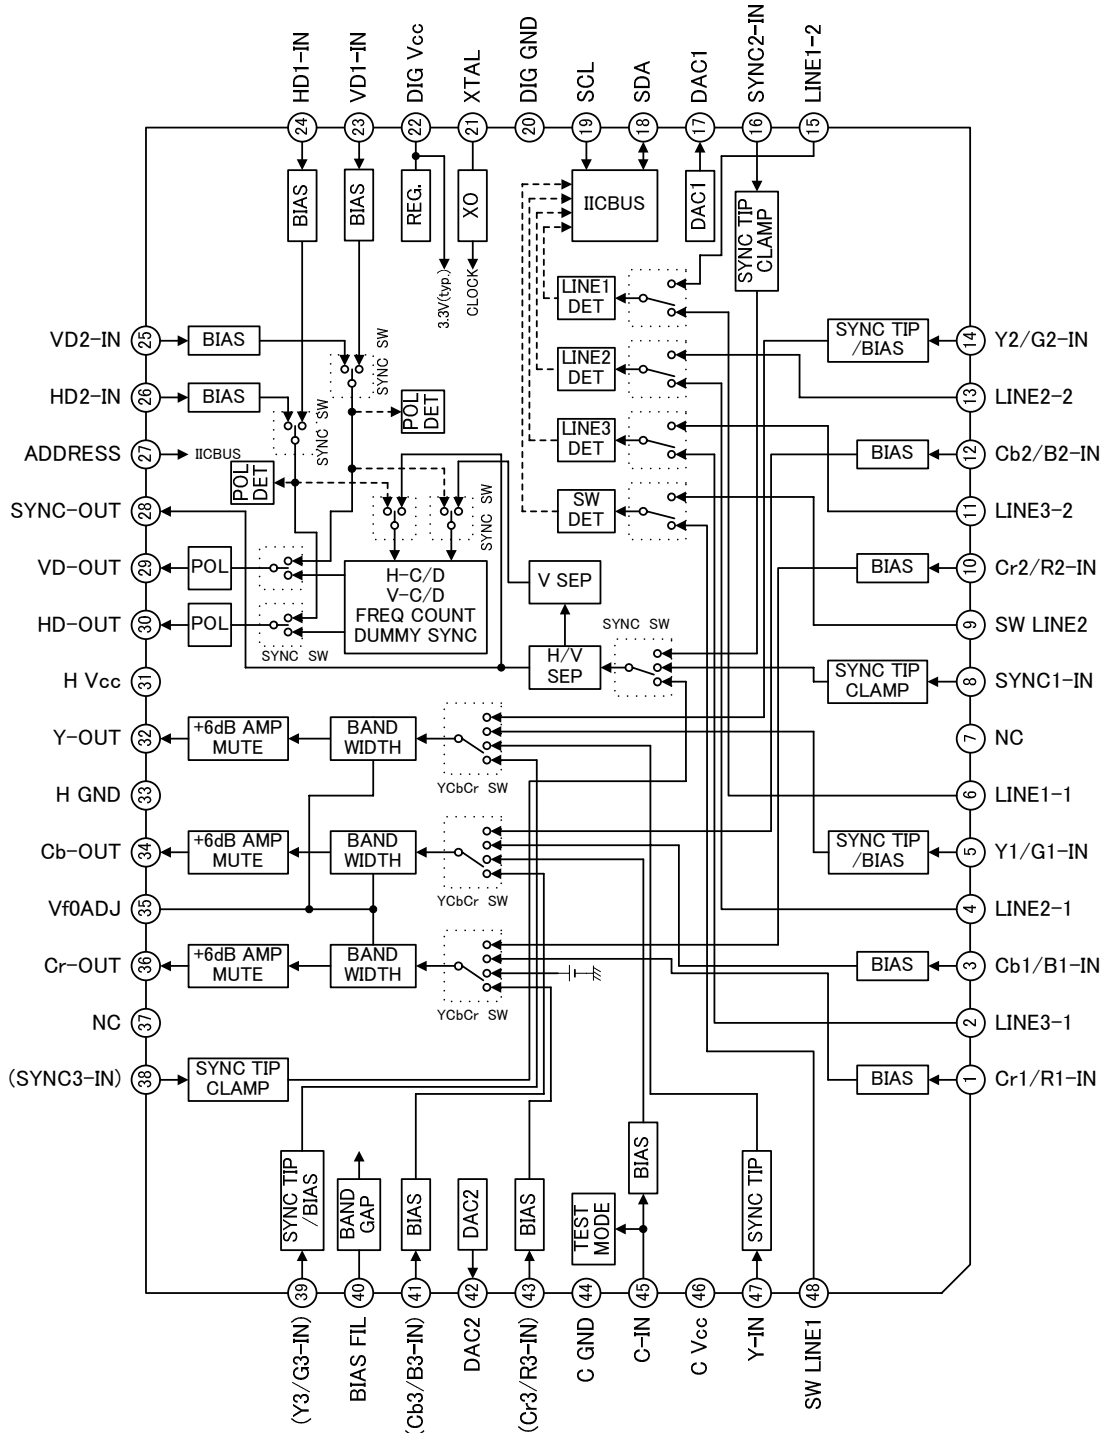 HD1-IN
VD1-IN
DIG Vcc
XTAL
DIG GND
SCL
SDA
DAC1
SYNC2-IN
LINE1-2
24
23
22
21
20
19
18
17
16
15
BIAS
BIAS
REG.
XO
IICBUS
DAC1
SYNC TIP
CLAMP
3.3V(typ.)
CLOCK
LINE1
DET
VD2-IN
25
BIAS
SYNC SW
SYNC TIP
/BIAS
14
Y2/G2-IN
LINE2
DET
HD2-IN
26
BIAS
SYNC SW
POL
DET
13
LINE2-2
LINE3
DET
ADDRESS
27
IICBUS
POL
DET
BIAS
12
Cb2/B2-IN
SYNC-OUT
28
SYNC SW
SW
DET
11
LINE3-2
VD-OUT
29
POL
H-C/D
V-C/D
FREQ COUNT
DUMMY SYNC
V SEP
BIAS
10
Cr2/R2-IN
HD-OUT
30
POL
SYNC SW
SYNC SW
9
SW LINE2
H Vcc
31
H/V
SEP
SYNC TIP
CLAMP
8
SYNC1-IN
Y-OUT
32
+6dB AMP
MUTE
BAND
WIDTH
YCbCr SW
7
NC
H GND
33
6
LINE1-1
Cb-OUT
34
+6dB AMP
MUTE
BAND
WIDTH
YCbCr SW
SYNC TIP
/BIAS
5
Y1/G1-IN
Vf0ADJ
35
4
LINE2-1
Cr-OUT
36
+6dB AMP
MUTE
BAND
WIDTH
YCbCr SW
BIAS
3
Cb1/B1-IN
NC
37
2
LINE3-1
(SYNC3-IN)
38
SYNC TIP
CLAMP
BIAS
1
Cr1/R1-IN
SYNC TIP
/BIAS
BAND
GAP
BIAS
DAC2
BIAS
TEST
MODE
BIAS
SYNC TIP
39
40
41
42
43
44
45
46
47
48
(Y3/G3-IN)
BIAS FIL
(Cb3/B3-IN)
DAC2
(Cr3/R3-IN)
C GND
C-IN
C Vcc
Y-IN
SW LINE1